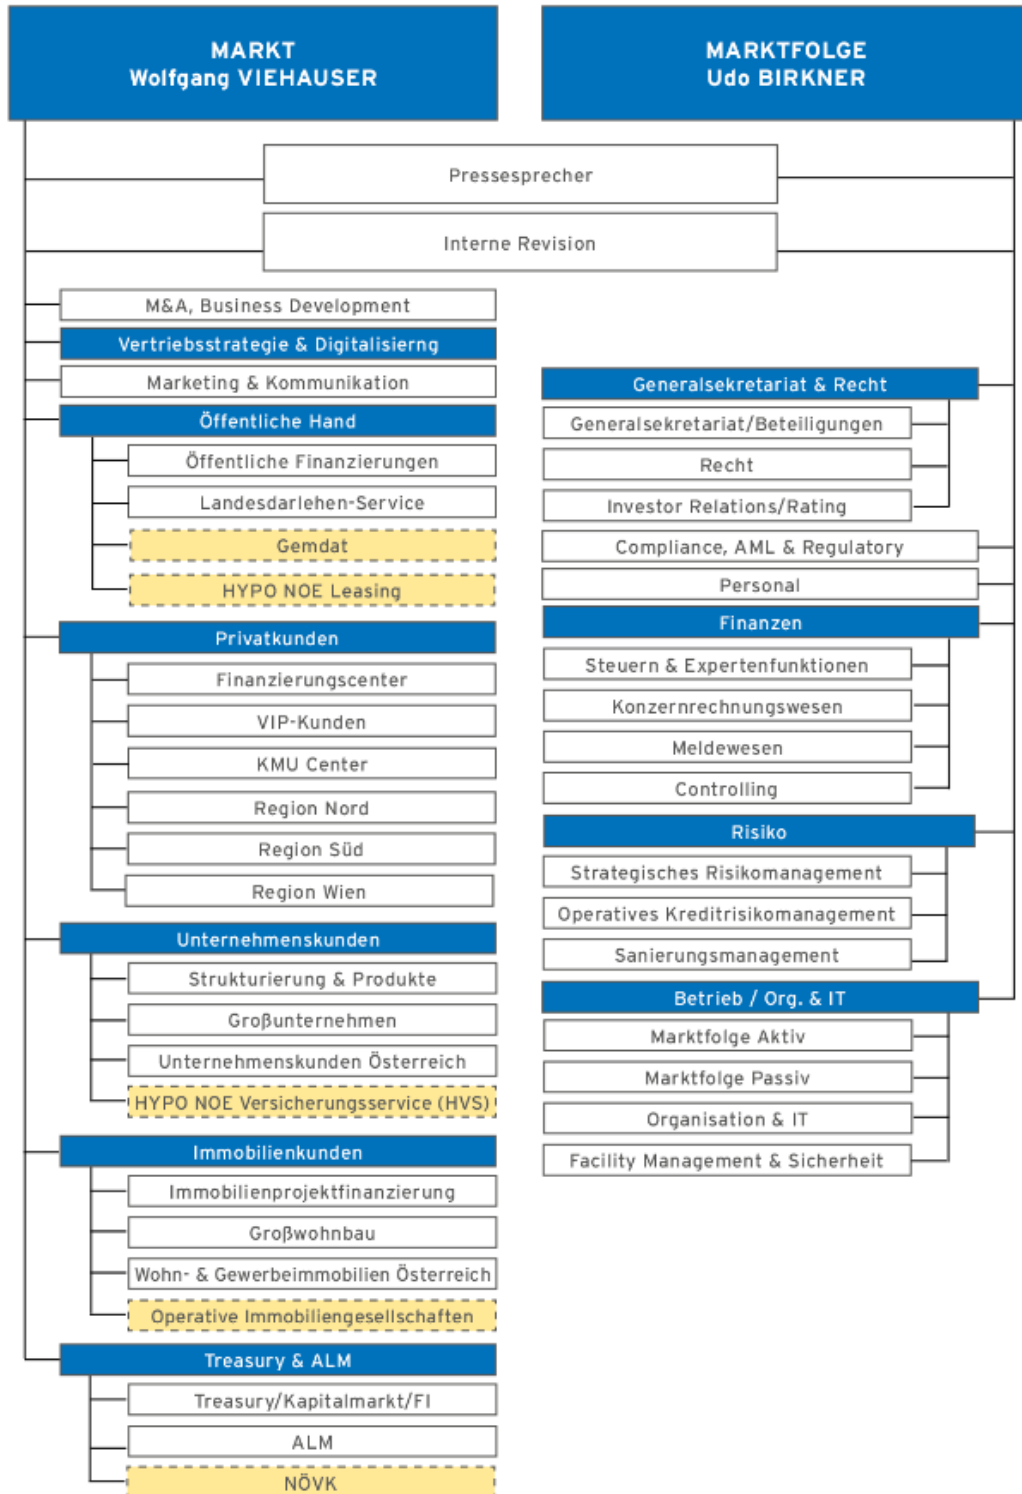 MARKT
Wolfgang VIEHAUSER
MARKTFOLGE
Udo BIRKNER
Pressesprecher
Interne Revision
M&A, Business Development
Vertriebsstrategie & Digitalisierng
Marketing & Kommunikation
Öffentliche Hand
Öffentliche Finanzierungen
Landesdarlehen-Service
Gemdat
HYPO NOE Leasing
Privatkunden
Finanzierungscenter
VIP-Kunden
KMU Center
Region Nord
Region Süd
Region Wien
Unternehmenskunden
Strukturierung & Produkte
Großunternehmen
Unternehmenskunden Österreich
HYPO NOE Versicherungsservice (HVS)
Immobilienkunden
Immobilienprojektfinanzierung
Großwohnbau
Wohn- & Gewerbeimmobilien Österreich
Operative Immobiliengesellschaften
Treasury & ALM
Treasury/Kapitalmarkt/FI
ALM
NÖVK
Generalsekretariat & Recht
Generalsekretariat/Beteiligungen
Recht
Investor Relations/Rating
Compliance, AML & Regulatory
Personal
Finanzen
Steuern & Expertenfunktionen
Konzernrechnungswesen
Meldewesen
Controlling
Risiko
Strategisches Risikomanagement
Operatives Kreditrisikomanagement
Sanierungsmanagement
Betrieb / Org. & IT
Marktfolge Aktiv
Marktfolge Passiv
Organisation & IT
Facility Management & Sicherheit